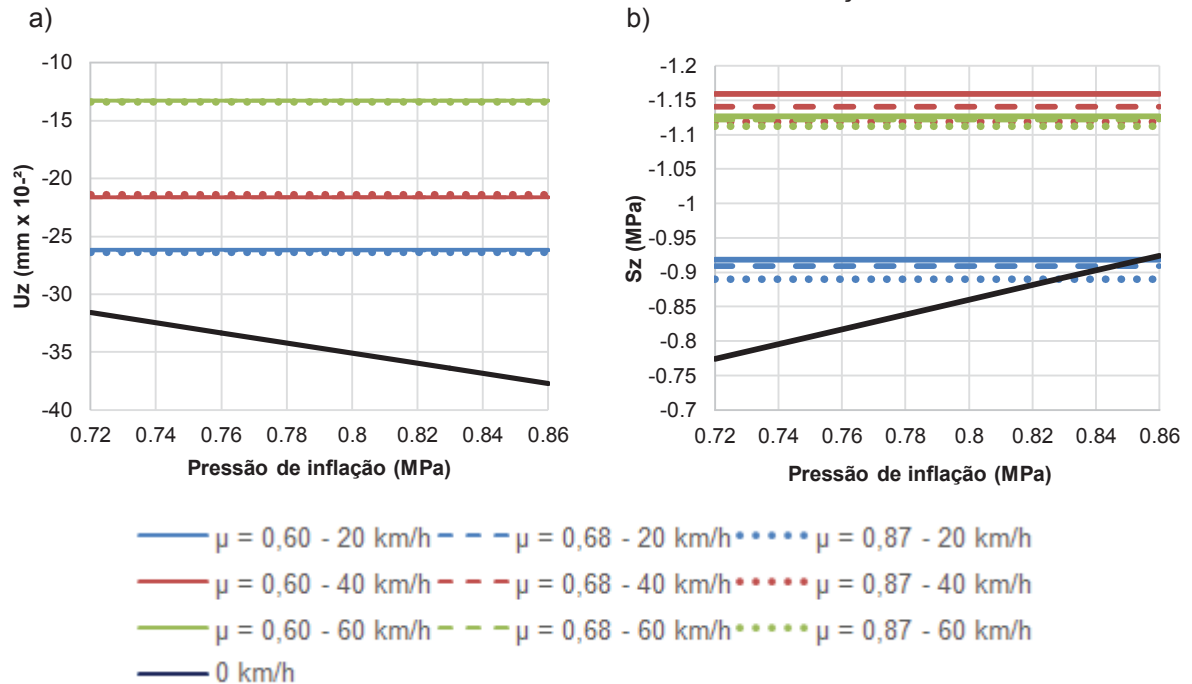 a)
b)
-10
-15
-20
-25
-30
-35
-40
Uz (mm x 10-²)
0.72 0.74 0.76 0.78 0.8 0.82 0.84 0.86
Pressão de inflação (MPa)
-1.2
-1.15
-1.1
-1.05
-1
-0.95
-0.9
-0.85
-0.8
-0.75
-0.7
Sz (MPa)
0.72 0.74 0.76 0.78 0.8 0.82 0.84 0.86
Pressão de inflação (MPa)
μ = 0,60 - 20 km/h μ = 0,68 - 20 km/h μ = 0,87 - 20 km/h
μ = 0,60 - 40 km/h μ = 0,68 - 40 km/h μ = 0,87 - 40 km/h
μ = 0,60 - 60 km/h μ = 0,68 - 60 km/h μ = 0,87 - 60 km/h
0 km/h